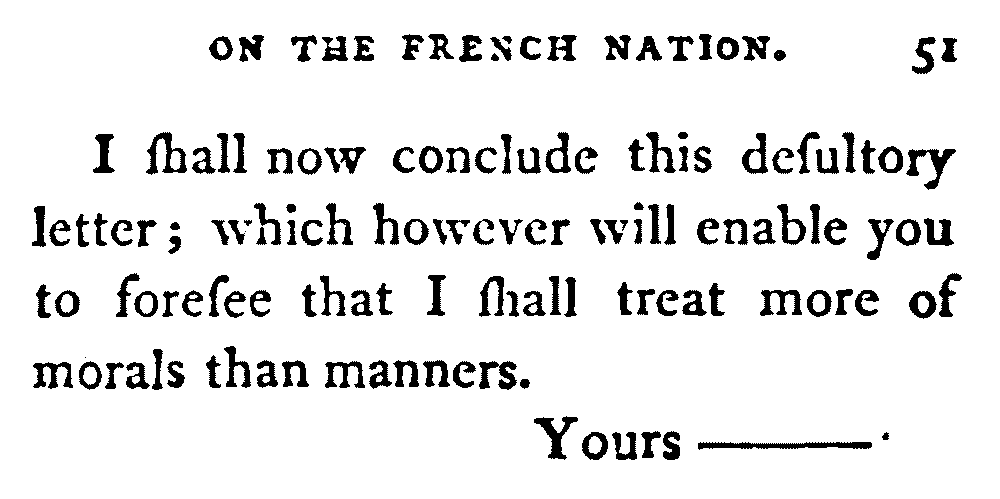 ON THE FRENCH NATION. 51
I ſhall now conclude this deſultory
letter; which however will enable you
to foreſee that I ſhall treat more of
morals than manners.
Yours ———.